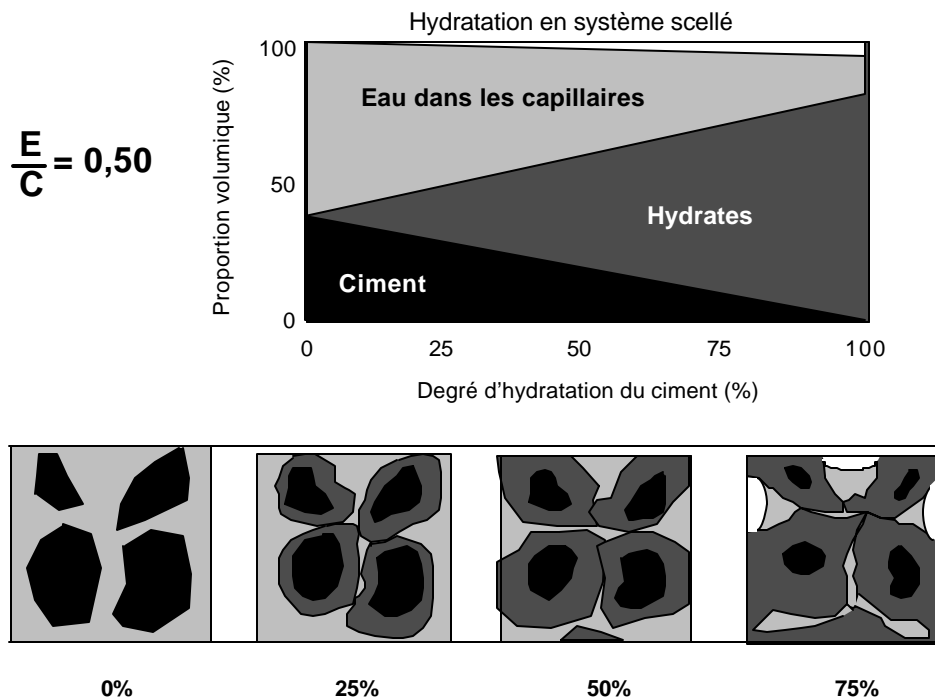 Hydratation en système scellé
100
50
0
Proportion volumique (%)
Eau dans les capillaires
Hydrates
Ciment
E
C = 0,50
0 25 50 75 100
Degré d'hydratation du ciment (%)
0% 25% 50% 75%